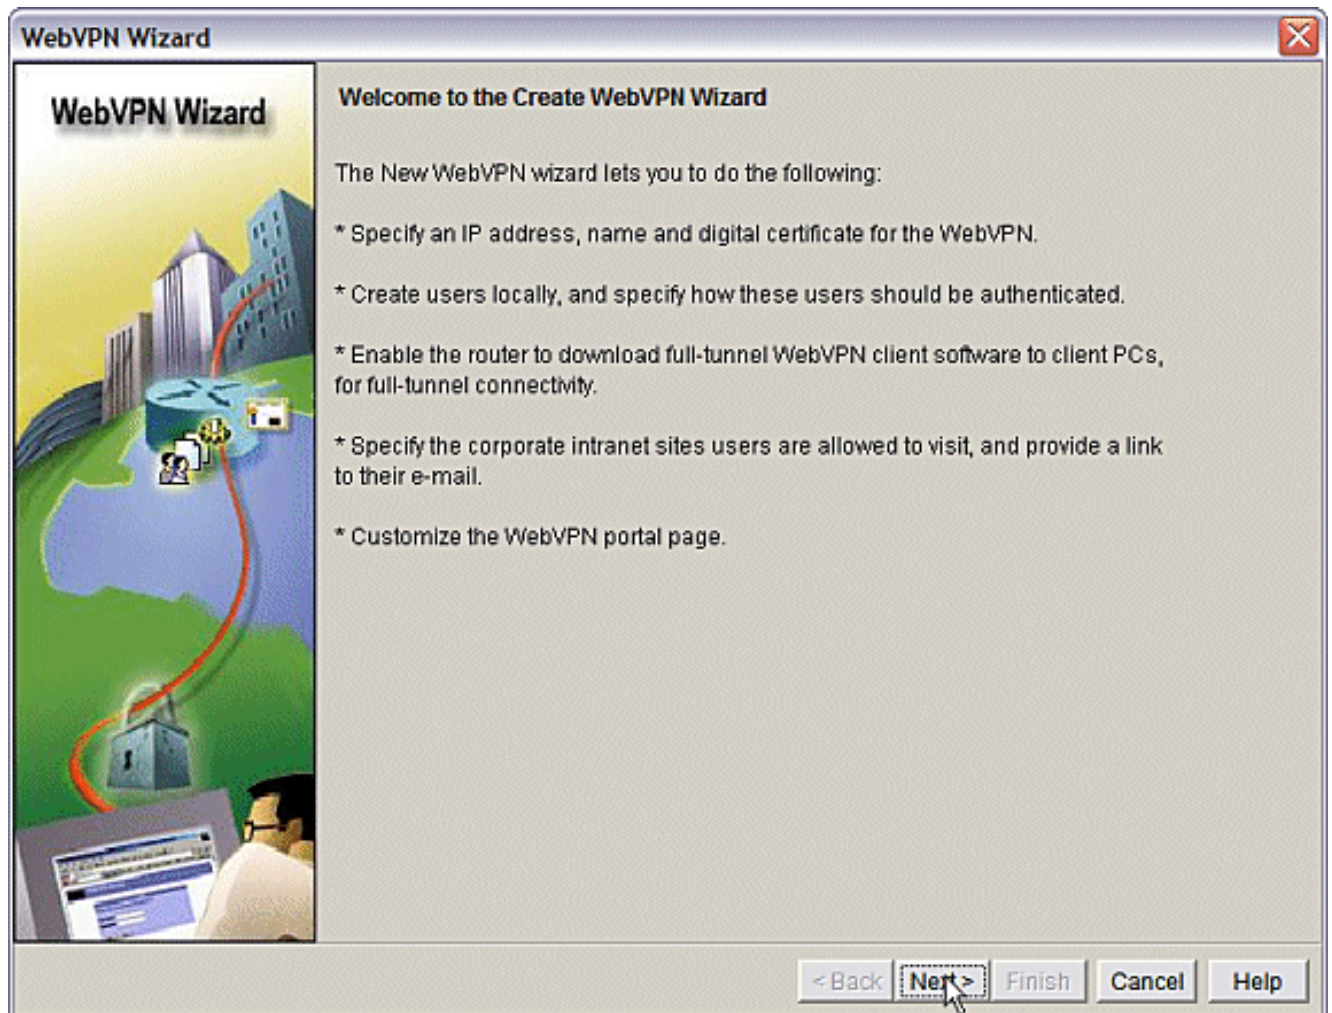 WebVPN Wizard
WebVPN Wizard
Welcome to the Create WebVPN Wizard
The New WebVPN wizard lets you to do the following:
* Specify an IP address, name and digital certificate for the WebVPN.
* Create users locally, and specify how these users should be authenticated.
* Enable the router to download full-tunnel WebVPN client software to client PCs,
for full-tunnel connectivity.
* Specify the corporate intranet sites users are allowed to visit, and provide a link
to their e-mail.
* Customize the WebVPN portal page.
< Back Next > Finish Cancel Help